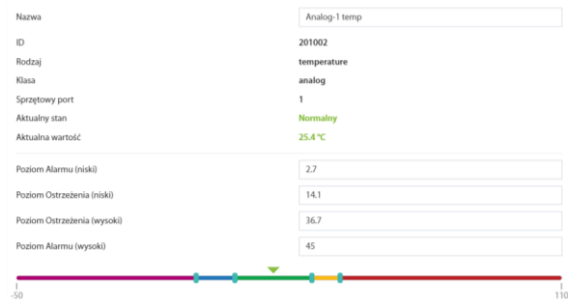 Nazwa Analog-1 temp
ID 201002
Rodzaj temperature
Klasa analog
Sprzętowy port 1
Aktualny stan Normalny
Aktualna wartość 25.4 °C
Poziom Alarmu (niski) 2.7
Poziom Ostrzeżenia (niski) 14.1
Poziom Ostrzeżenia (wysoki) 36.7
Poziom Alarmu (wysoki) 45
-50 110